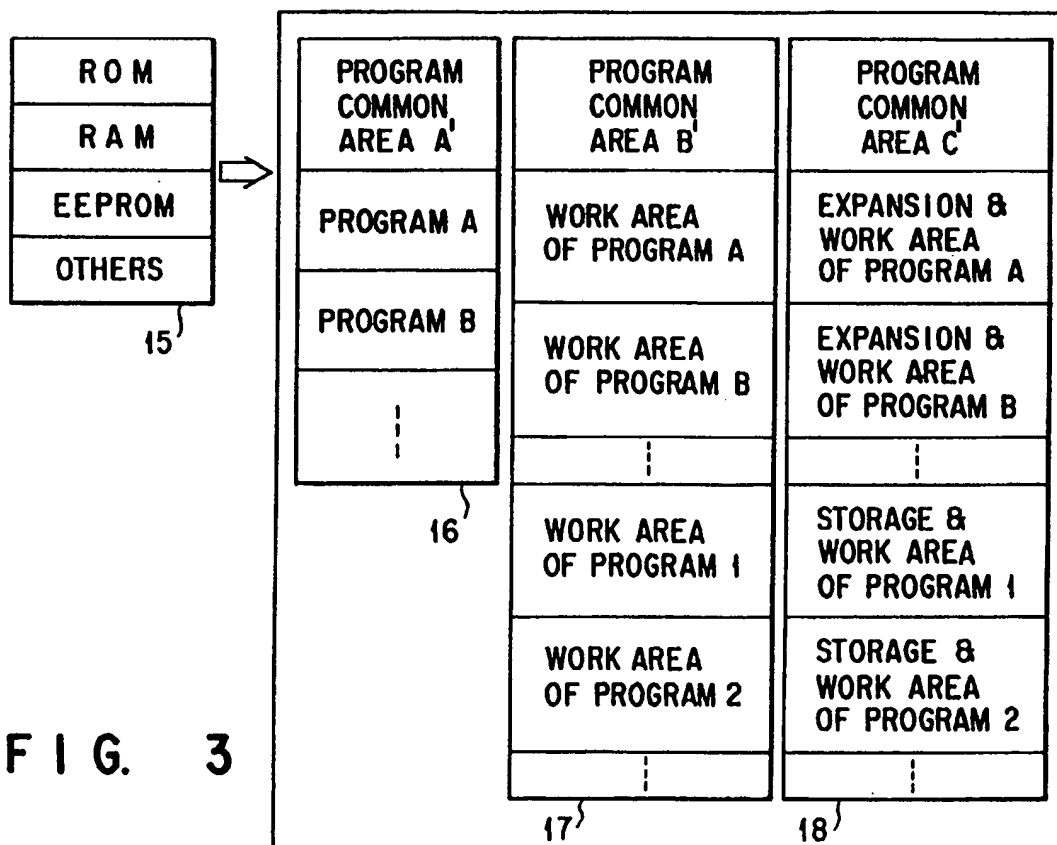 ROM
RAM
EEPROM
OTHERS
15
PROGRAM
COMMON
AREA A'
PROGRAM A
PROGRAM B
16
PROGRAM
COMMON
AREA B'
WORK AREA
OF PROGRAM A
WORK AREA
OF PROGRAM B
WORK AREA
OF PROGRAM 1
WORK AREA
OF PROGRAM 2
17
PROGRAM
COMMON
AREA C'
EXPANSION &
WORK AREA
OF PROGRAM A
EXPANSION &
WORK AREA
OF PROGRAM B
STORAGE &
WORK AREA
OF PROGRAM 1
STORAGE &
WORK AREA
OF PROGRAM 2
18
FIG. 3